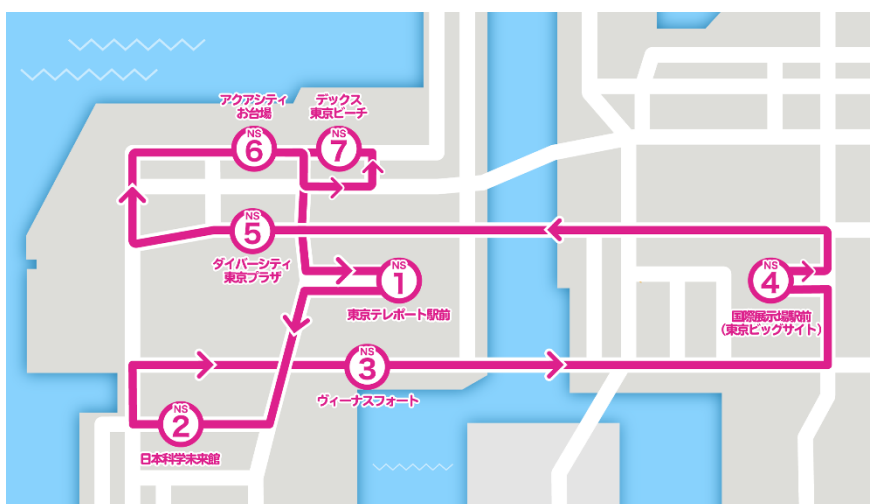 アクアシティ
お台場
NS
6
デックス
東京ビーチ
NS
7
NS
5
ダイバーシティ
東京プラザ
NS
1
東京テレポート駅前
NS
4
国際展示場駅前
（東京ビッグサイト）
NS
3
ヴィーナスフォート
NS
2
日本科学未来館